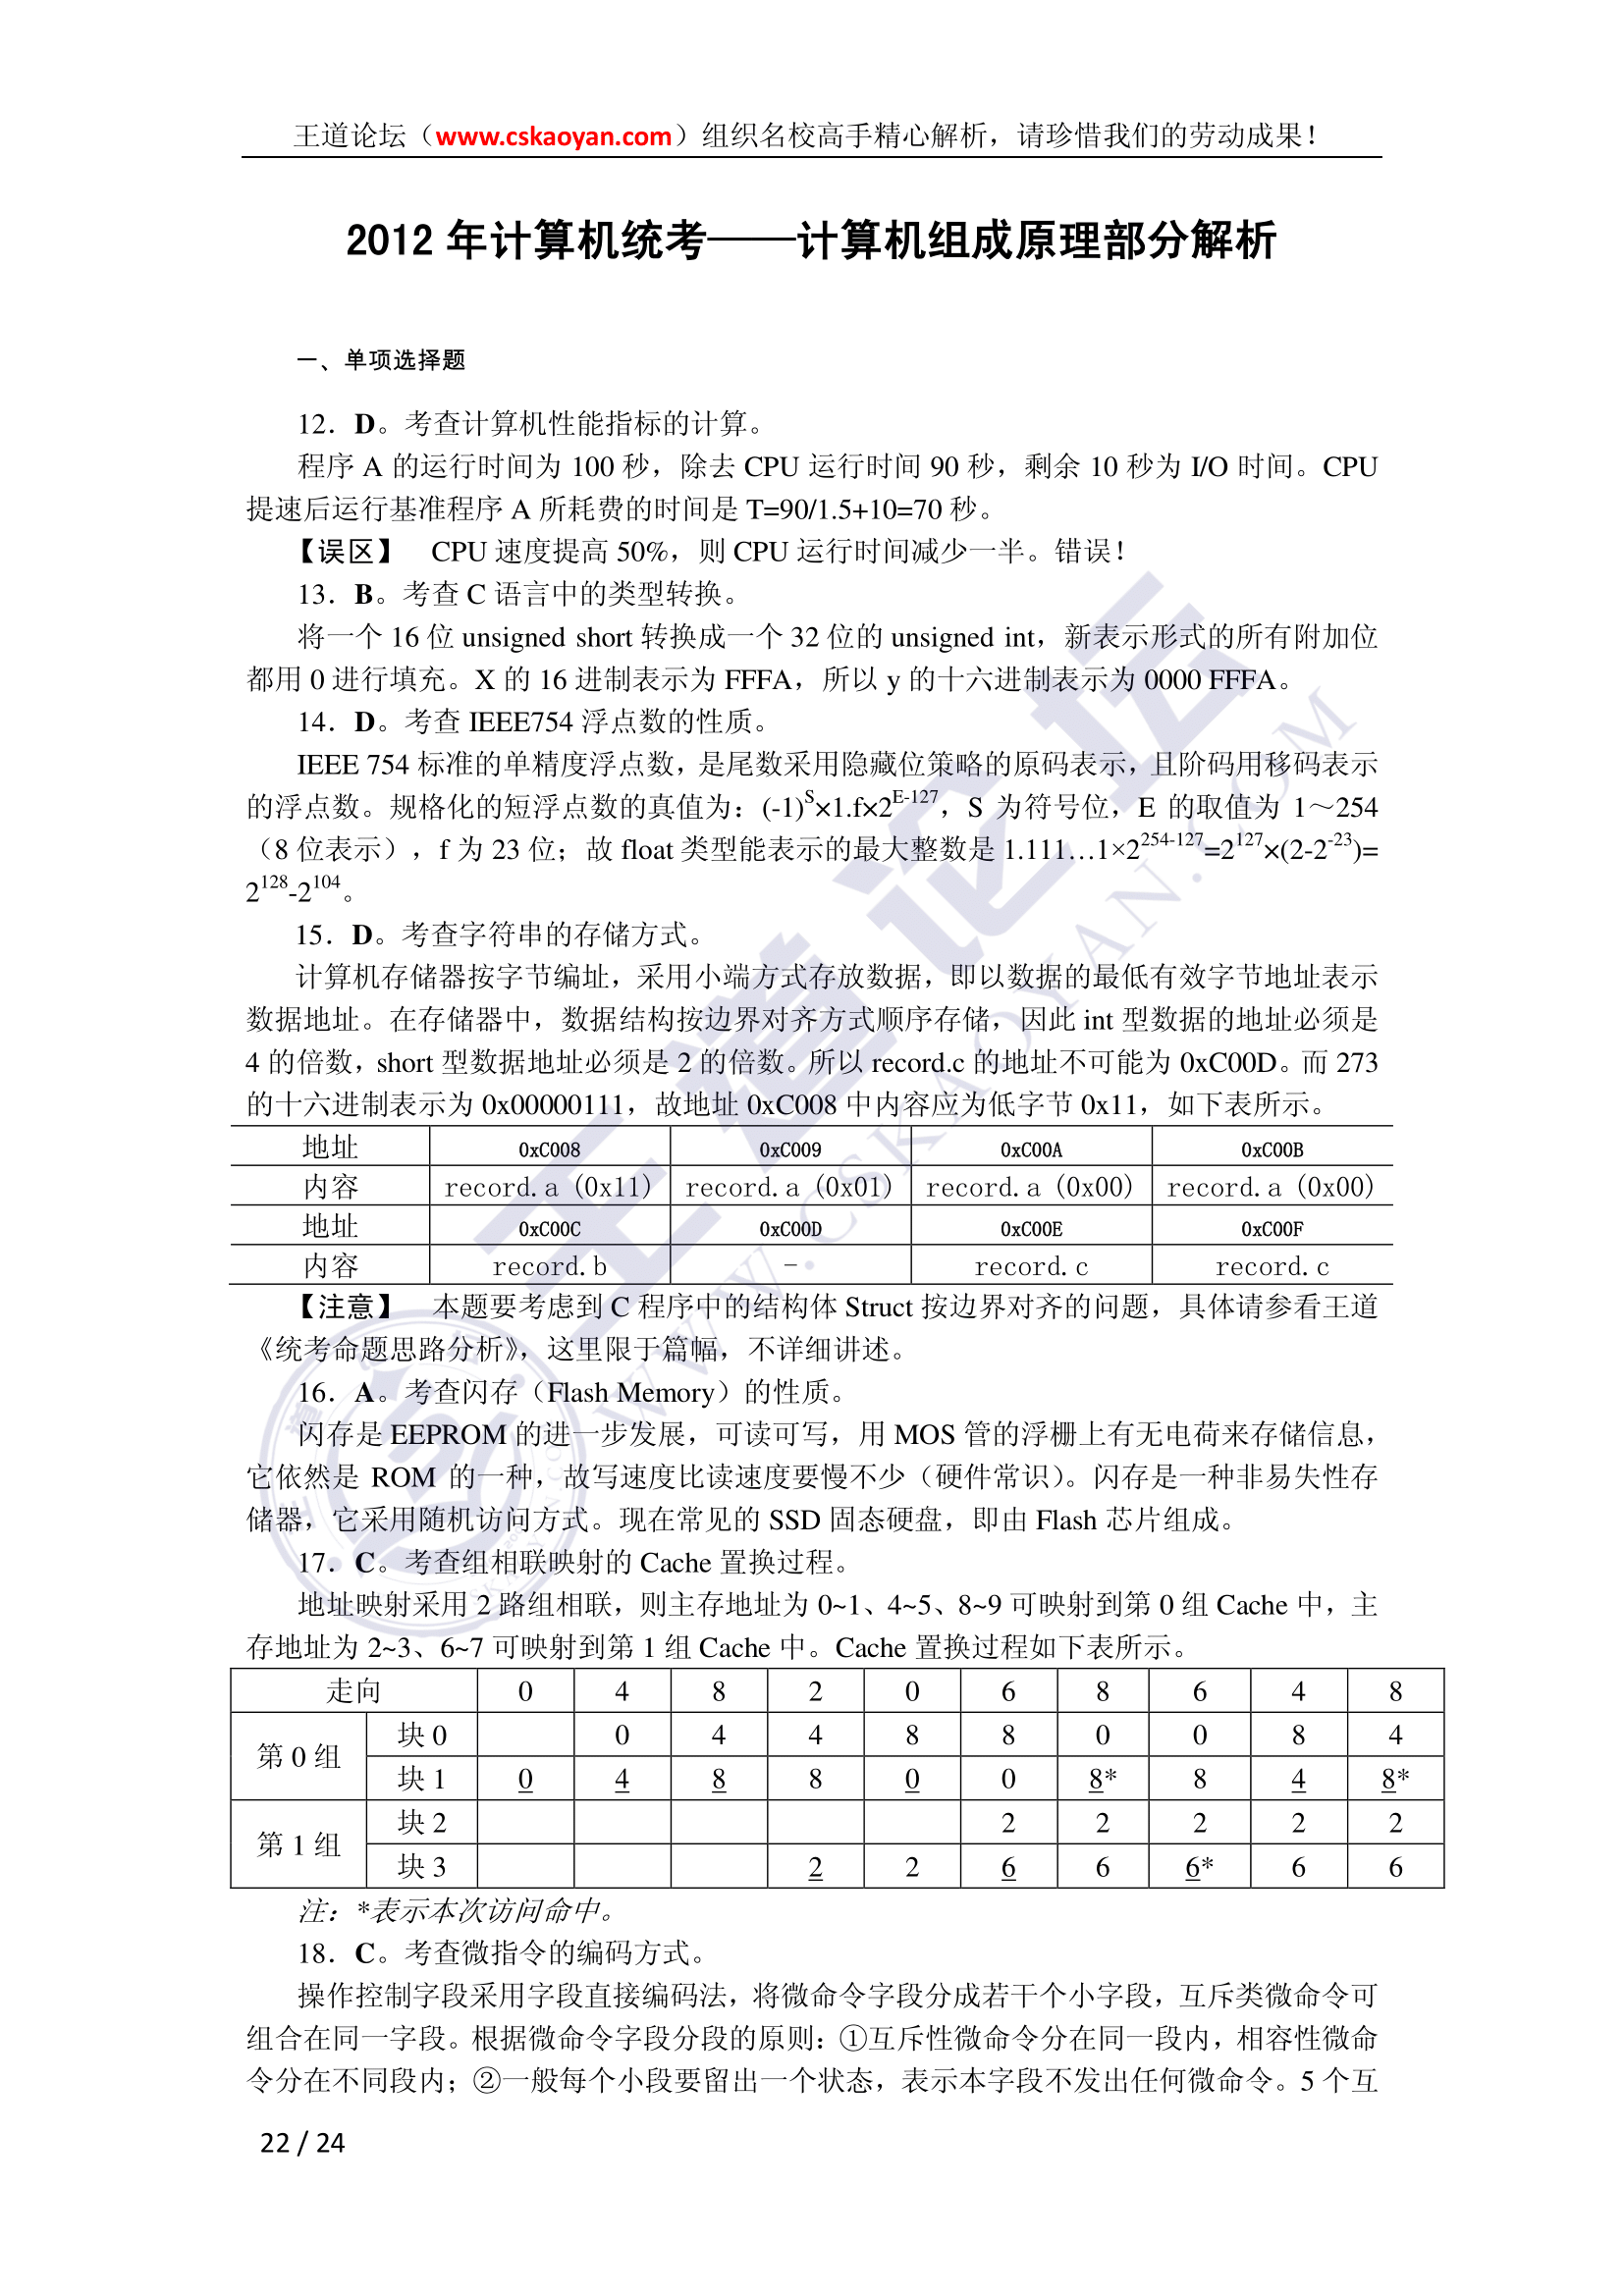 王道论坛（www.cskaoyan.com）组织名校高手精心解析，请珍惜我们的劳动成果！
2012 年计算机统考——计算机组成原理部分解析
一、单项选择题
12．D。考查计算机性能指标的计算。
程序 A 的运行时间为 100 秒，除去 CPU 运行时间 90 秒，剩余 10 秒为 I/O 时间。CPU
提速后运行基准程序 A 所耗费的时间是 T=90/1.5+10=70 秒。
【误区】 CPU 速度提高 50%，则 CPU 运行时间减少一半。错误！
13．B。考查 C 语言中的类型转换。
将一个 16 位 unsigned short 转换成一个 32 位的 unsigned int，新表示形式的所有附加位
都用 0 进行填充。X 的 16 进制表示为 FFFA，所以 y 的十六进制表示为 0000 FFFA。
14．D。考查 IEEE754 浮点数的性质。
IEEE 754 标准的单精度浮点数，是尾数采用隐藏位策略的原码表示，且阶码用移码表示
的浮点数。规格化的短浮点数的真值为：(-1)^S×1.f×2^{E-127}，S 为符号位，E 的取值为 1～254
（8 位表示），f 为 23 位；故 float 类型能表示的最大整数是 1.111…1×2^{254-127}=2^{127}×(2-2^{-23})=
2^{128}-2^{104}。
15．D。考查字符串的存储方式。
计算机存储器按字节编址，采用小端方式存放数据，即以数据的最低有效字节地址表示
数据地址。在存储器中，数据结构按边界对齐方式顺序存储，因此 int 型数据的地址必须是
4 的倍数，short 型数据地址必须是 2 的倍数。所以 record.c 的地址不可能为 0xC00D。而 273
的十六进制表示为 0x00000111，故地址 0xC008 中内容应为低字节 0x11，如下表所示。
地址 0xC008 0xC009 0xC00A 0xC00B
内容 record.a (0x11) record.a (0x01) record.a (0x00) record.a (0x00)
地址 0xC00C 0xC00D 0xC00E 0xC00F
内容 record.b - record.c record.c
【注意】 本题要考虑到 C 程序中的结构体 Struct 按边界对齐的问题，具体请参看王道
《统考命题思路分析》，这里限于篇幅，不详细讲述。
16．A。考查闪存（Flash Memory）的性质。
闪存是 EEPROM 的进一步发展，可读可写，用 MOS 管的浮栅上有无电荷来存储信息，
它依然是 ROM 的一种，故写速度比读速度要慢不少（硬件常识）。闪存是一种非易失性存
储器，它采用随机访问方式。现在常见的 SSD 固态硬盘，即由 Flash 芯片组成。
17．C。考查组相联映射的 Cache 置换过程。
地址映射采用 2 路组相联，则主存地址为 0~1、4~5、8~9 可映射到第 0 组 Cache 中，主
存地址为 2~3、6~7 可映射到第 1 组 Cache 中。Cache 置换过程如下表所示。
走向 0 4 8 2 0 6 8 6 4 8
第 0 组 块 0 0 4 4 8 8 0 0 8 4
块 1 0 4 8 8 0 0 8* 8 4 8*
第 1 组 块 2 2 2 2 2 2
块 3 2 2 6 6 6* 6 6
注：*表示本次访问命中。
18．C。考查微指令的编码方式。
操作控制字段采用字段直接编码法，将微命令字段分成若干个小字段，互斥类微命令可
组合在同一字段。根据微命令字段分段的原则：①互斥性微命令分在同一段内，相容性微命
令分在不同段内；②一般每个小段要留出一个状态，表示本字段不发出任何微命令。5 个互
22 / 24
王道论坛
WWW.CSKAOYAN.COM